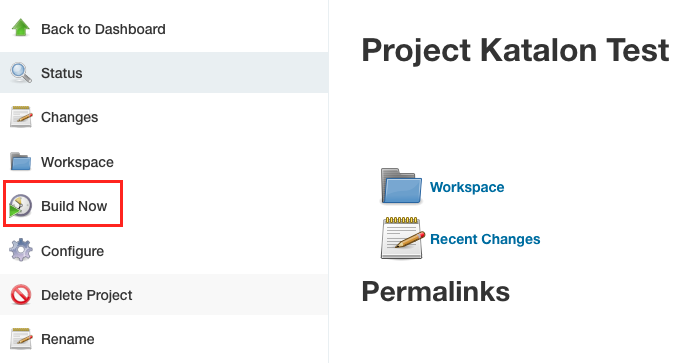 Back to Dashboard
Status
Changes
Workspace
Build Now
Configure
Delete Project
Rename
Project Katalon Test
Workspace
Recent Changes
Permalinks